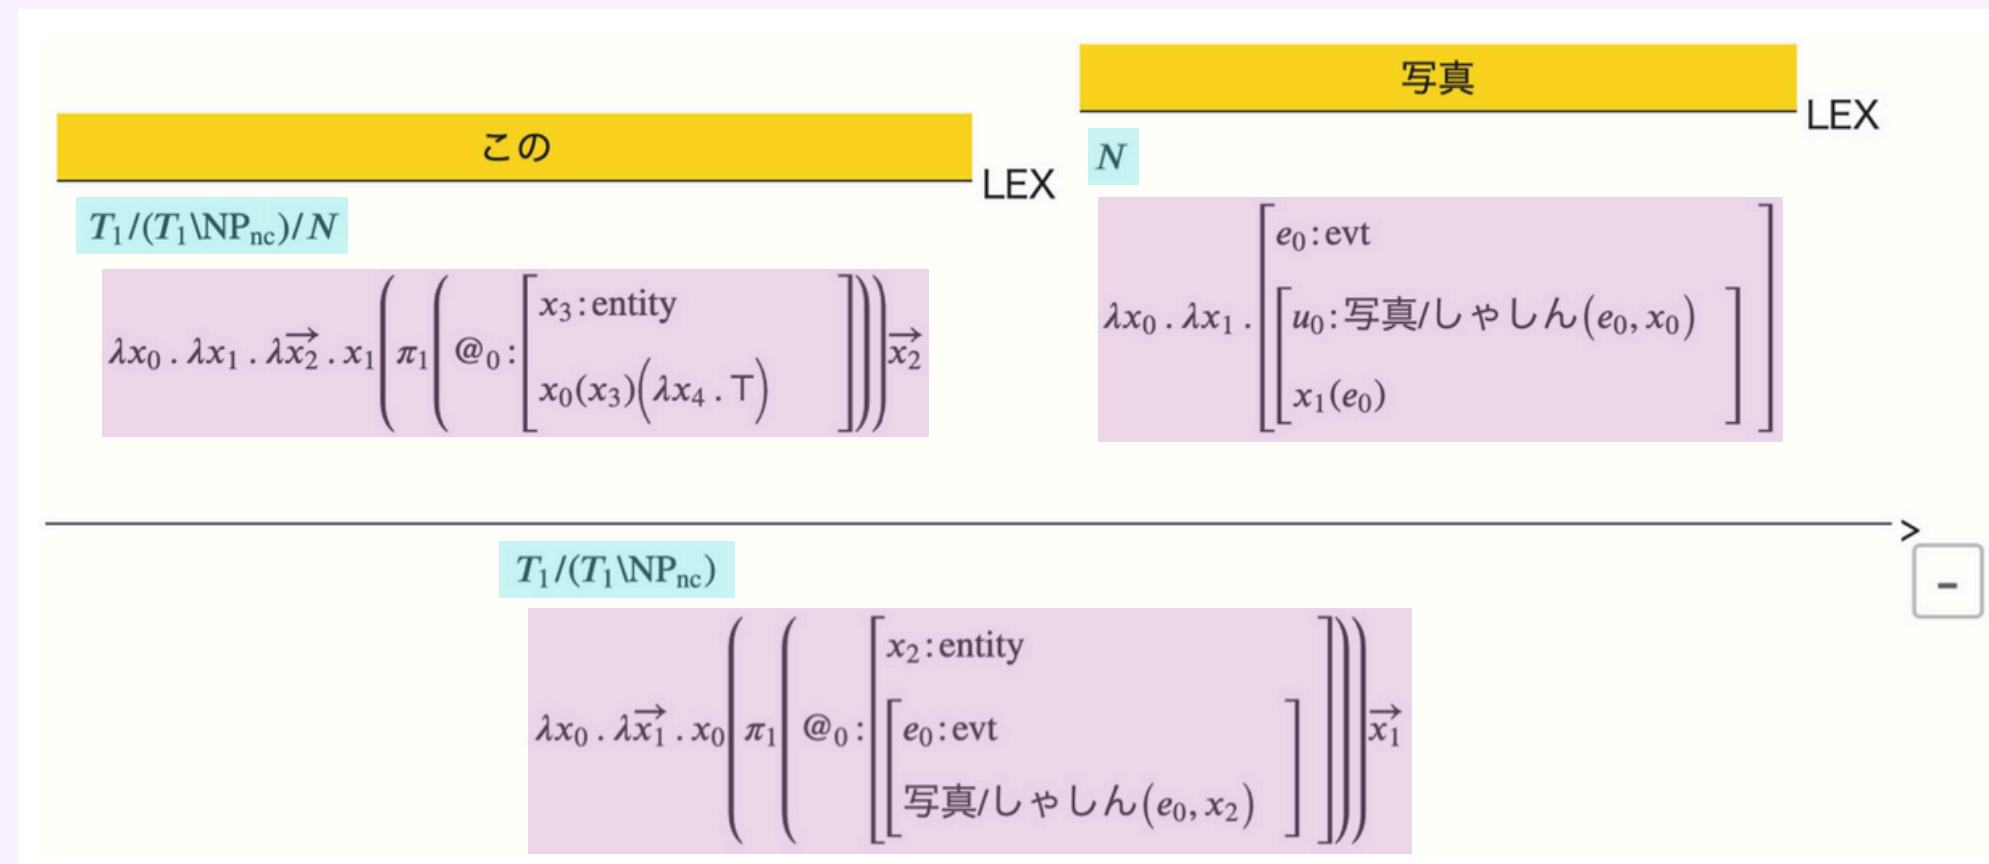 写真
LEX
この
LEX
N
T₁/(T₁\NP_nc)/N
λx₀ . λx₁ . λx⃗₂ . x₁(π₁(@₀:[x₃:entity
x₀(x₃)(λx₄ . ⊤)]))x⃗₂
λx₀ . λx₁ . [e₀:evt
[u₀:写真/しゃしん(e₀, x₀)
x₁(e₀)]]
>
T₁/(T₁\NP_nc)
−
λx₀ . λx⃗₁ . x₀(π₁(@₀:[x₂:entity
[e₀:evt
写真/しゃしん(e₀, x₂)]]))x⃗₁